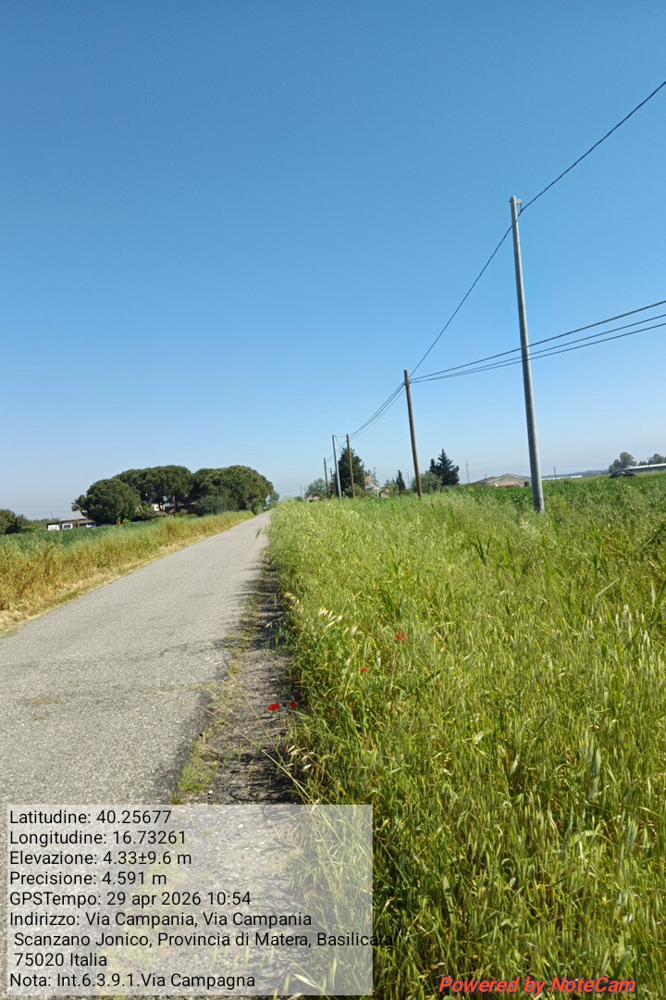 Latitudine: 40.25677
Longitudine: 16.73261
Elevazione: 4.33±9.6 m
Precisione: 4.591 m
GPSTempo: 29 apr 2026 10:54
Indirizzo: Via Campania, Via Campania
Scanzano Jonico, Provincia di Matera, Basilicata
75020 Italia
Nota: Int.6.3.9.1.Via Campagna
Powered by NoteCam